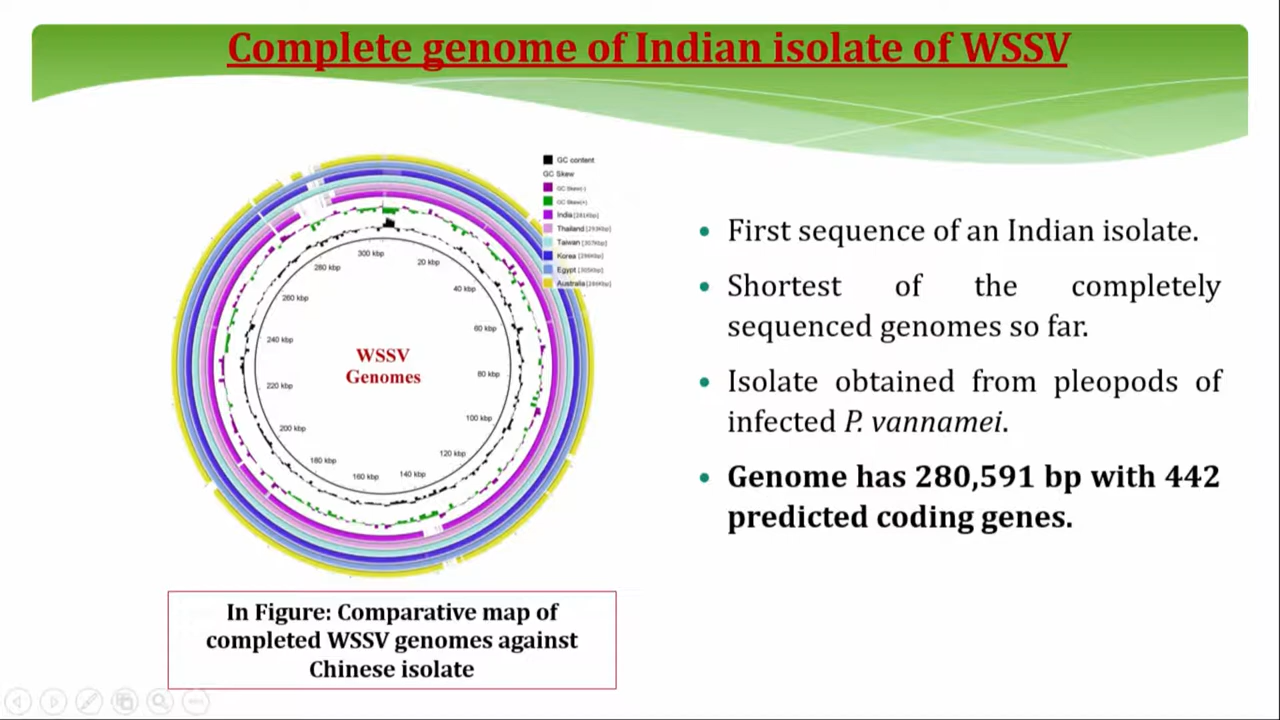 Complete genome of Indian isolate of WSSV
GC content
GC Skew
GC Skew(-)
GC Skew(+)
India [281Kbp]
Thailand [293Kbp]
Taiwan [307Kbp]
Korea
Egypt [305Kbp]
Australia
300 kbp
20 kbp
40 kbp
60 kbp
80 kbp
100 kbp
120 kbp
140 kbp
160 kbp
180 kbp
200 kbp
220 kbp
240 kbp
260 kbp
280 kbp
WSSV
Genomes
• First sequence of an Indian isolate.
• Shortest of the completely
sequenced genomes so far.
• Isolate obtained from pleopods of
infected P. vannamei.
• Genome has 280,591 bp with 442
predicted coding genes.
In Figure: Comparative map of
completed WSSV genomes against
Chinese isolate